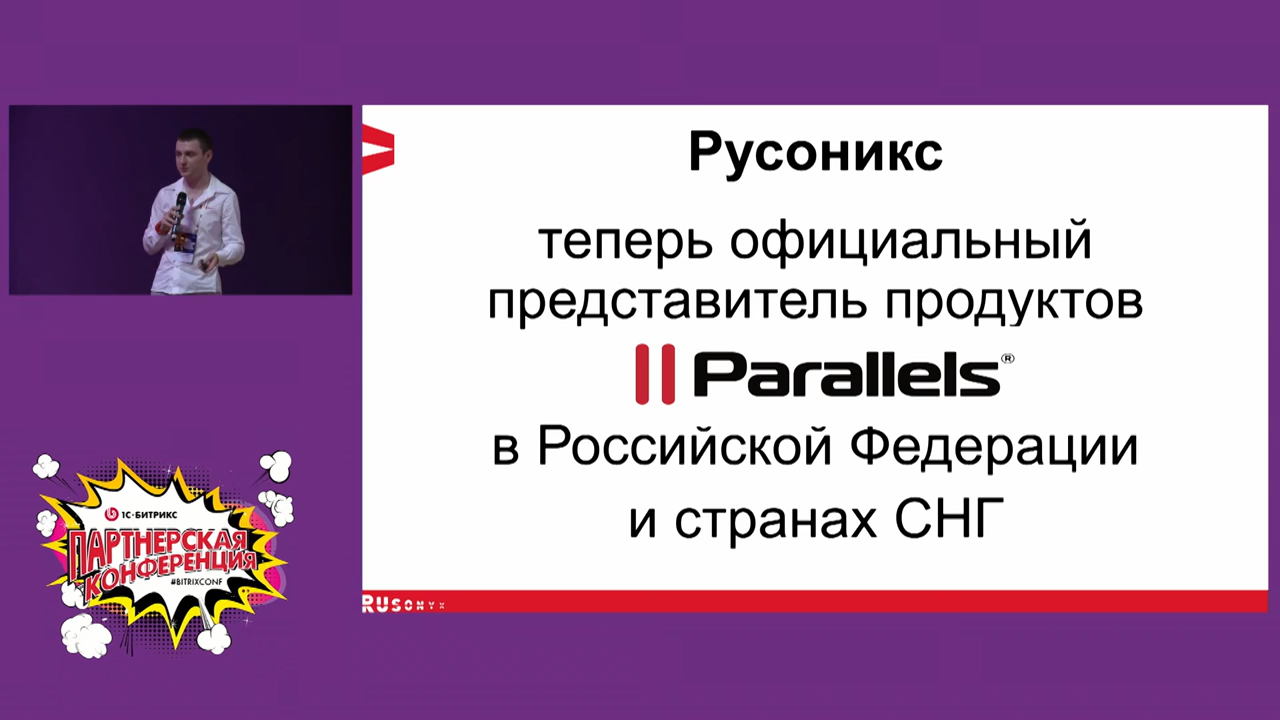 Русоникс
теперь официальный
представитель продуктов
Parallels®
в Российской Федерации
и странах СНГ
RUSONYX
1С-БИТРИКС
ПАРТНЕРСКАЯ
КОНФЕРЕНЦИЯ
#BITRIXCONF